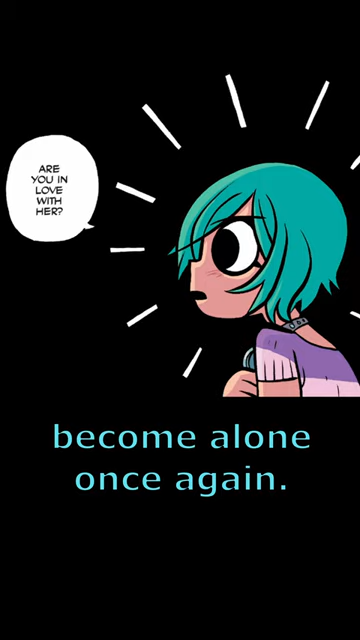 ARE
YOU IN
LOVE
WITH
HER?
become alone
once again.